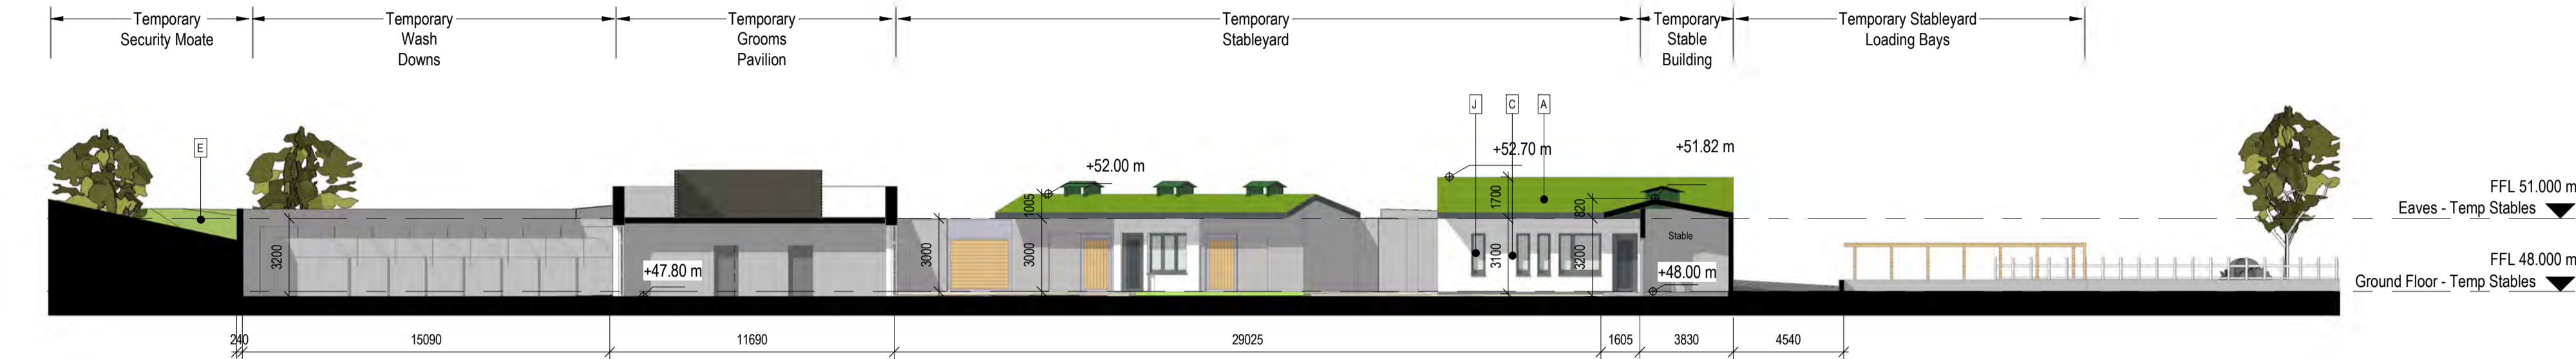 Temporary
Security Moate
Temporary
Wash
Downs
Temporary
Grooms
Pavilion
Temporary
Stableyard
Temporary
Stable
Building
Temporary Stableyard
Loading Bays
E
J
C
A
+52.00 m
+52.70 m
+51.82 m
1005
1700
820
3200
3000
3000
3100
3200
Stable
+47.80 m
+48.00 m
FFL 51.000 m
Eaves - Temp Stables
FFL 48.000 m
Ground Floor - Temp Stables
240
15090
11690
29025
1605
3830
4540